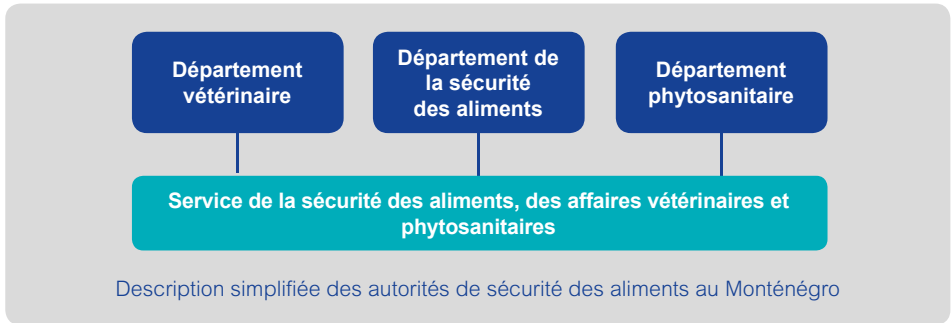 Département
vétérinaire
Département de
la sécurité
des aliments
Département
phytosanitaire
Service de la sécurité des aliments, des affaires vétérinaires et
phytosanitaires
Description simplifiée des autorités de sécurité des aliments au Monténégro